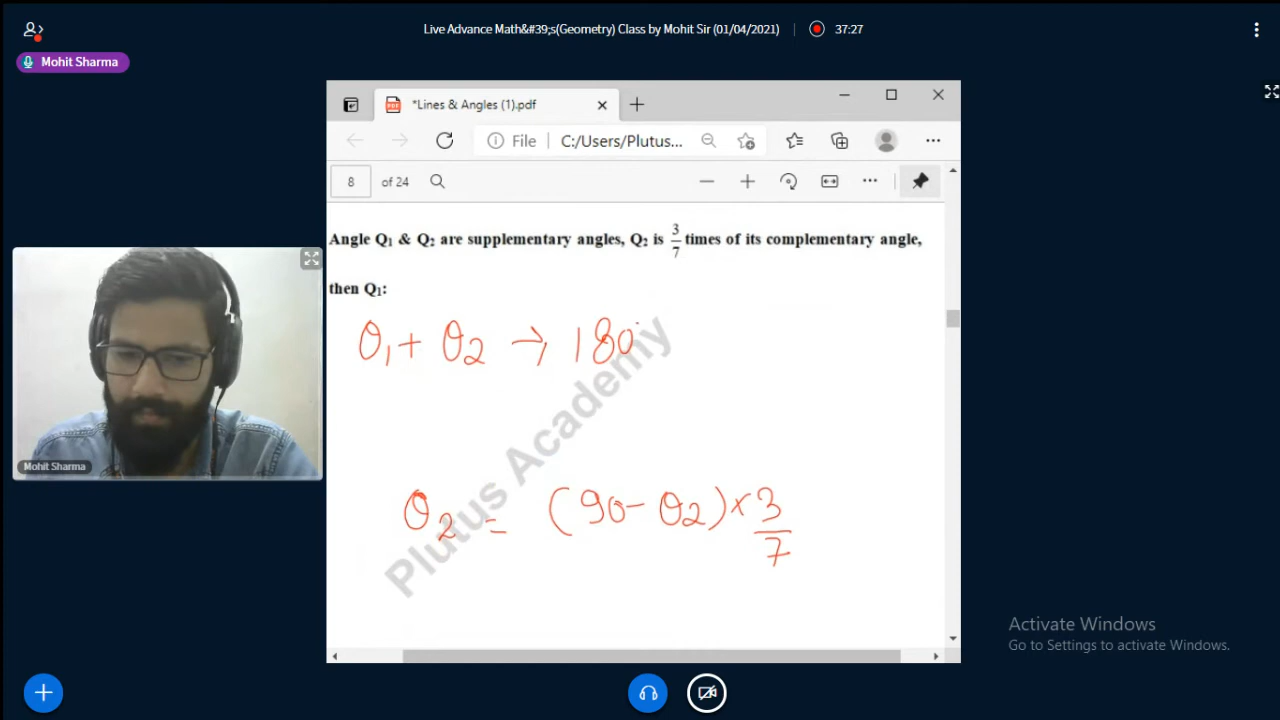 Live Advance Math&#39;s(Geometry) Class by Mohit Sir (01/04/2021)
37:27
Mohit Sharma
*Lines & Angles (1).pdf
File
C:/Users/Plutus...
8 of 24
Angle Q₁ & Q₂ are supplementary angles, Q₂ is 3/7 times of its complementary angle,
then Q₁:
θ₁ + θ₂ → 180
θ₂ = (90 - θ₂) × 3/7
Plutus Academy
Mohit Sharma
Activate Windows
Go to Settings to activate Windows.